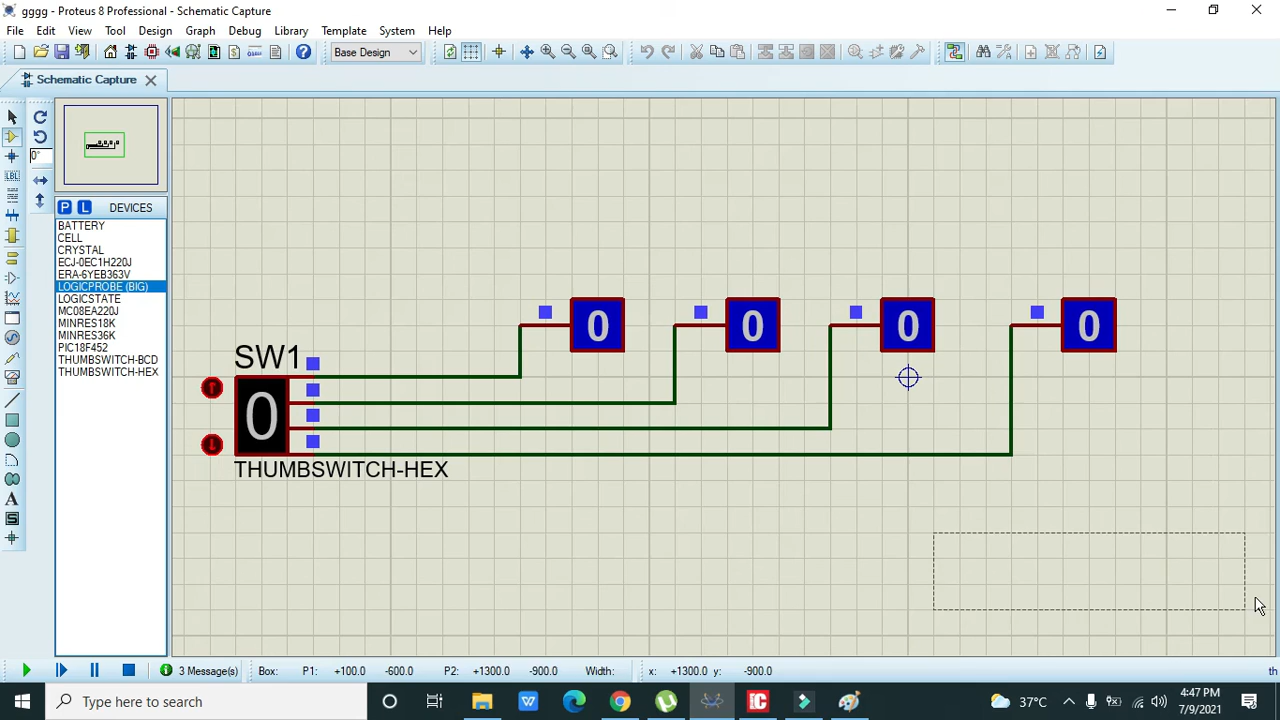 gggg - Proteus 8 Professional - Schematic Capture
File Edit View Tool Design Graph Debug Library Template System Help
Base Design
Schematic Capture
0°
LBL
P L DEVICES
BATTERY
CELL
CRYSTAL
ECJ-0EC1H220J
ERA-6YEB363V
LOGICPROBE (BIG)
LOGICSTATE
MC08EA220J
MINRES18K
MINRES36K
PIC18F452
THUMBSWITCH-BCD
THUMBSWITCH-HEX
A
S
0 0 0 0
SW1
0
THUMBSWITCH-HEX
3 Message(s) Box: P1: +100.0 -600.0 P2: +1300.0 -900.0 Width: x: +1300.0 y: -900.0 th
Type here to search
37°C
4:47 PM
7/9/2021